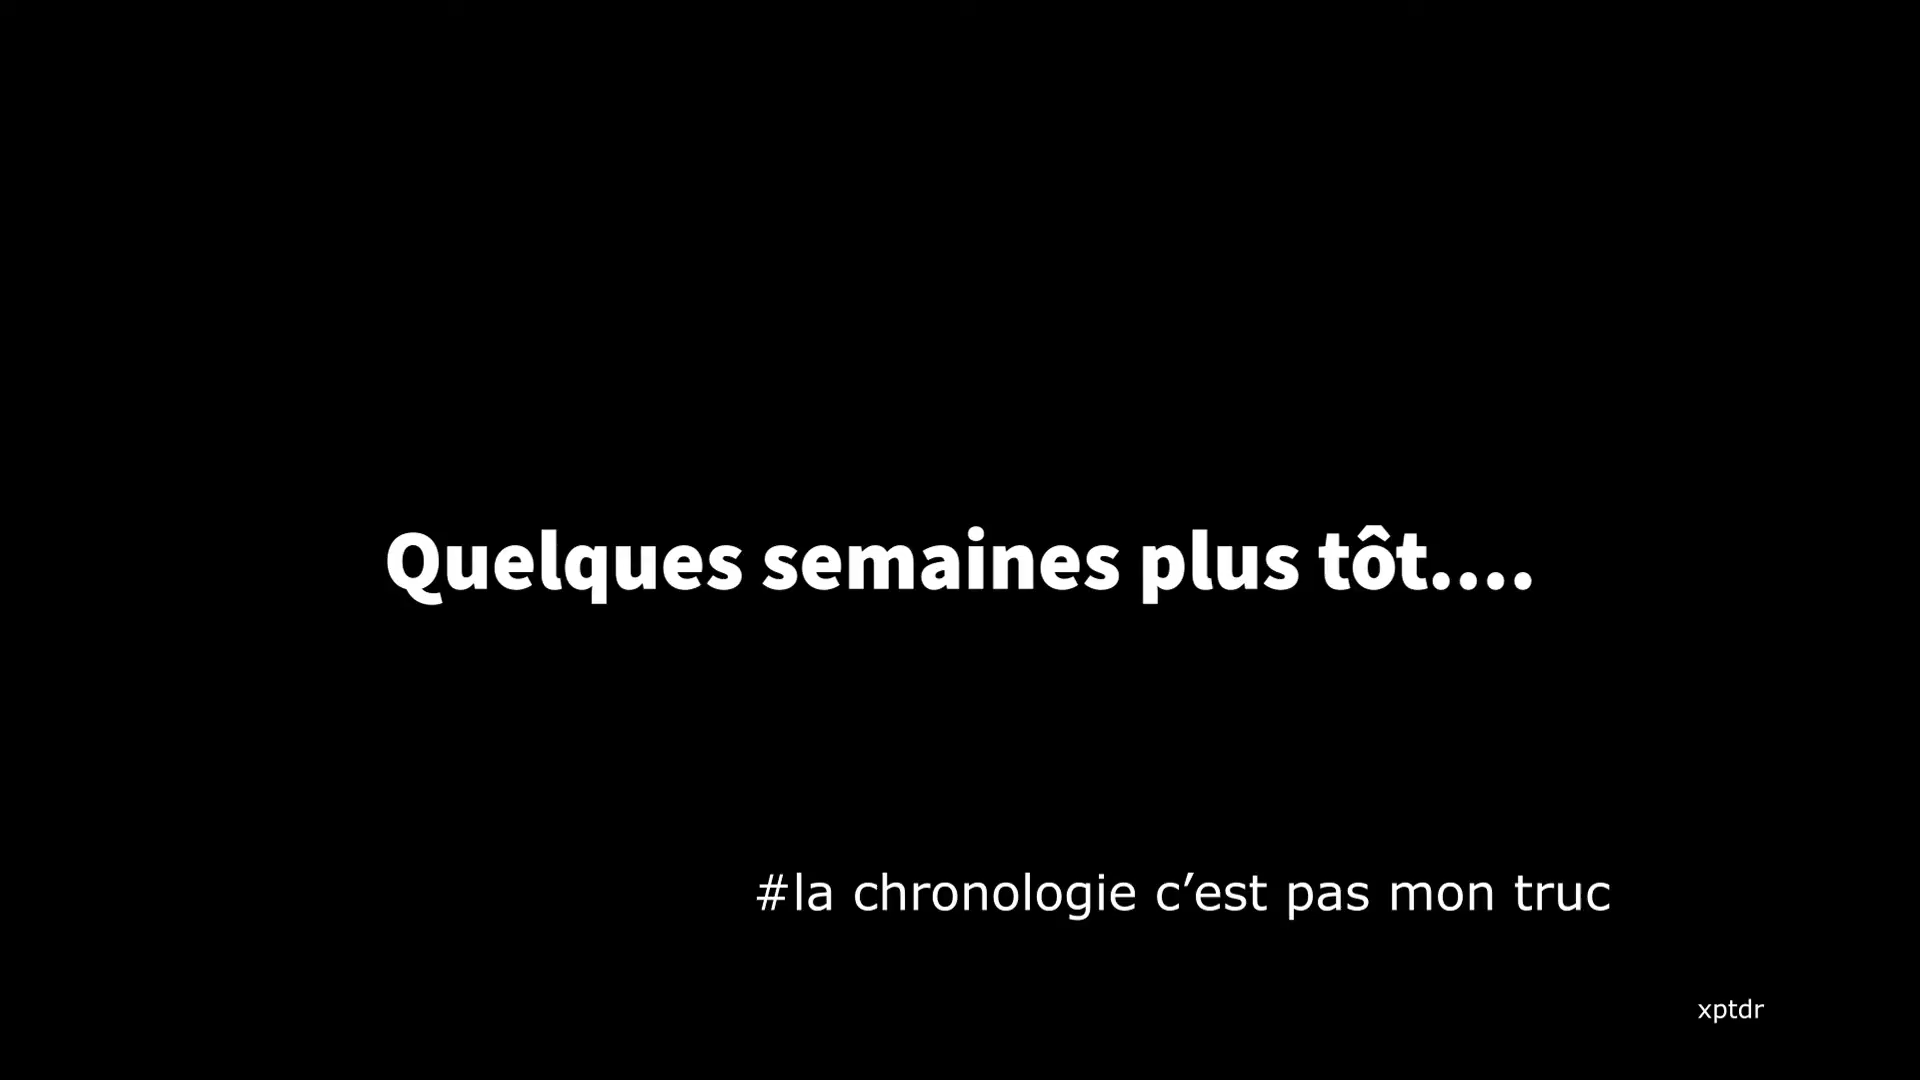 Quelques semaines plus tôt....
#la chronologie c’est pas mon truc
xptdr